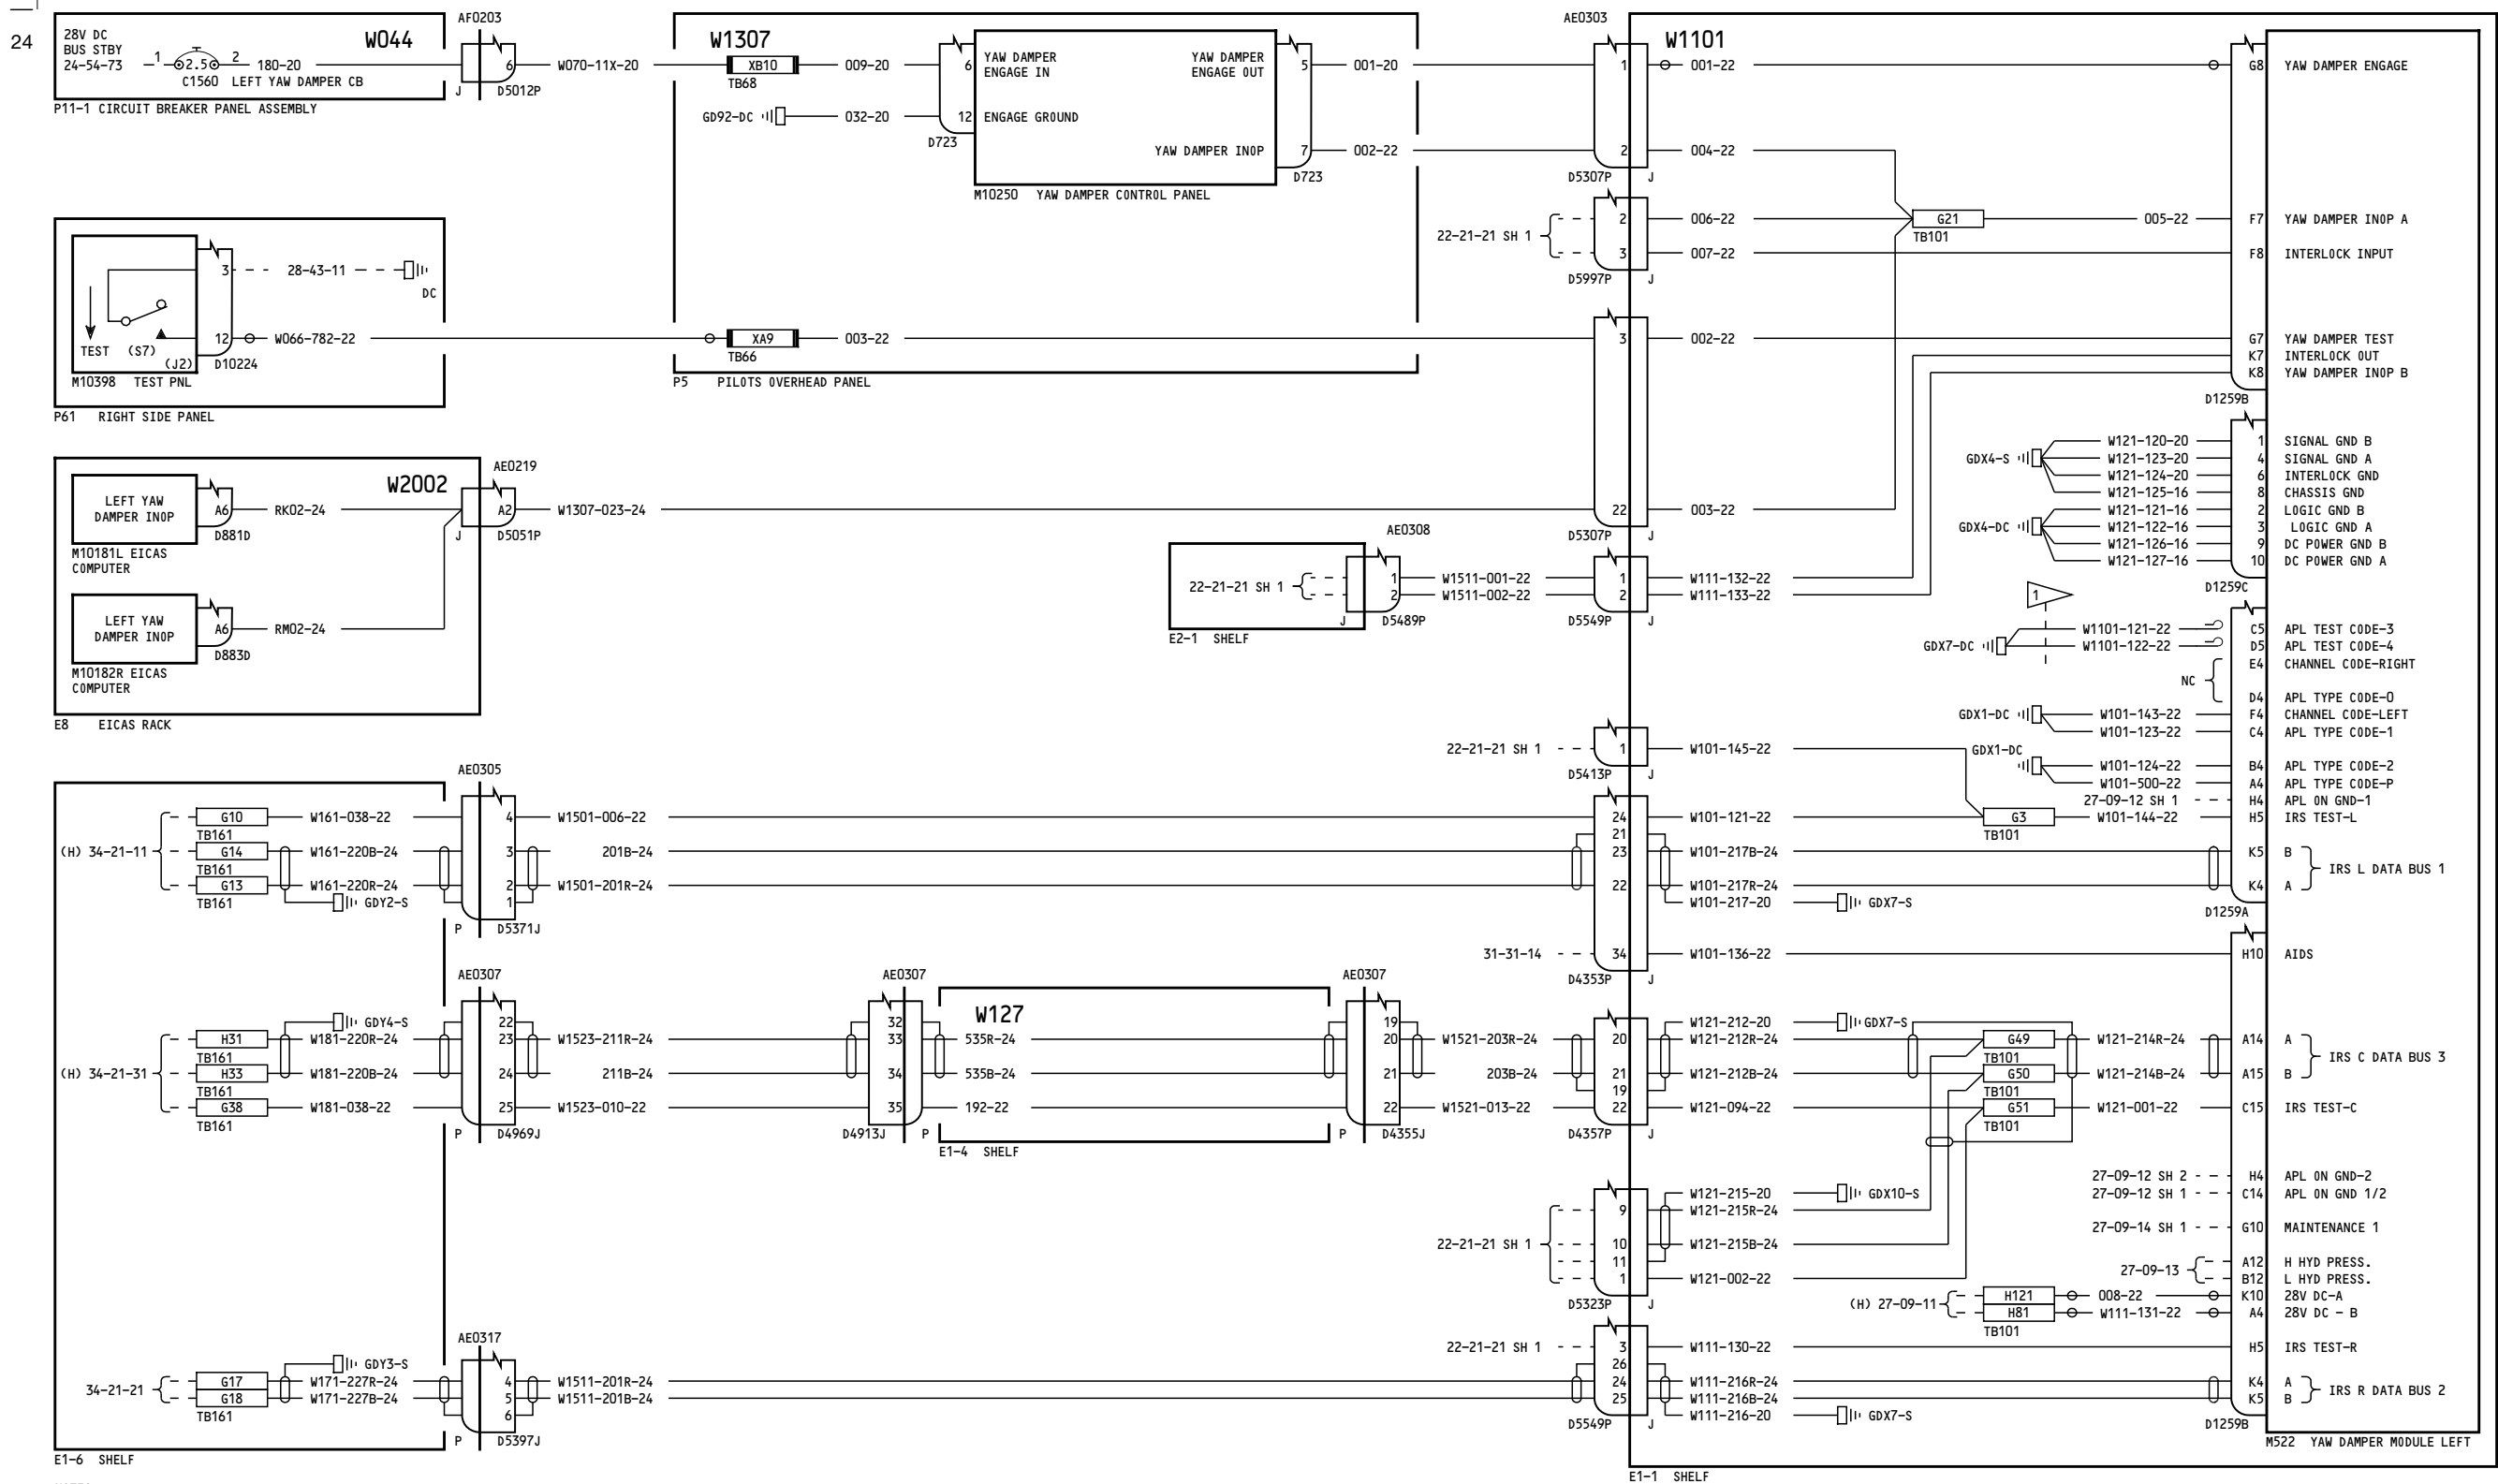 24
28V DC
BUS STBY
24-54-73
1
2.5
2
180-20
C1560 LEFT YAW DAMPER CB
W044
P11-1 CIRCUIT BREAKER PANEL ASSEMBLY
AF0203
6
J
D5012P
W070-11X-20
W1307
XB10
TB68
009-20
GD92-DC
032-20
6
12
D723
YAW DAMPER
ENGAGE IN
ENGAGE GROUND
YAW DAMPER
ENGAGE OUT
YAW DAMPER INOP
5
7
D723
M10250 YAW DAMPER CONTROL PANEL
001-20
002-22
AE0303
1
2
D5307P
J
W1101
001-22
004-22
G8 YAW DAMPER ENGAGE
22-21-21 SH 1
2
3
D5997P
J
006-22
007-22
G21
TB101
005-22
F7 YAW DAMPER INOP A
F8 INTERLOCK INPUT
3
28-43-11
DC
12
W066-782-22
TEST
(S7)
(J2)
D10224
M10398 TEST PNL
P61 RIGHT SIDE PANEL
XA9
TB66
003-22
P5 PILOTS OVERHEAD PANEL
3
002-22
G7 YAW DAMPER TEST
K7 INTERLOCK OUT
K8 YAW DAMPER INOP B
D1259B
LEFT YAW
DAMPER INOP
A6
D881D
RK02-24
M10181L EICAS
COMPUTER
W2002
AE0219
A2
J
D5051P
W1307-023-24
22
D5307P
J
003-22
LEFT YAW
DAMPER INOP
A6
D883D
RM02-24
M10182R EICAS
COMPUTER
E8 EICAS RACK
AE0308
22-21-21 SH 1
1
2
J
D5489P
E2-1 SHELF
W1511-001-22
W1511-002-22
1
2
D5549P
J
W111-132-22
W111-133-22
GDX4-S
W121-120-20 1 SIGNAL GND B
W121-123-20 4 SIGNAL GND A
W121-124-20 6 INTERLOCK GND
W121-125-16 8 CHASSIS GND
GDX4-DC
W121-121-16 2 LOGIC GND B
W121-122-16 3 LOGIC GND A
W121-126-16 9 DC POWER GND B
W121-127-16 10 DC POWER GND A
D1259C
1
GDX7-DC
W1101-121-22 C5 APL TEST CODE-3
W1101-122-22 D5 APL TEST CODE-4
NC
E4 CHANNEL CODE-RIGHT
D4 APL TYPE CODE-0
GDX1-DC
W101-143-22 F4 CHANNEL CODE-LEFT
W101-123-22 C4 APL TYPE CODE-1
GDX1-DC
W101-124-22 B4 APL TYPE CODE-2
W101-500-22 A4 APL TYPE CODE-P
27-09-12 SH 1 H4 APL ON GND-1
G3
TB101
W101-144-22 H5 IRS TEST-L
22-21-21 SH 1
1
D5413P
J
W101-145-22
AE0305
(H) 34-21-11
G10
TB161
W161-038-22
4
W1501-006-22
24
W101-121-22
21
G14
TB161
W161-220B-24
3
201B-24
23
W101-217B-24
K5 B
IRS L DATA BUS 1
G13
TB161
W161-220R-24
2
W1501-201R-24
22
W101-217R-24
K4 A
GDY2-S
1
W101-217-20
GDX7-S
P
D5371J
D1259A
31-31-14
34
D4353P
J
W101-136-22
H10 AIDS
AE0307
AE0307
AE0307
W127
GDY4-S
22
32
19
W121-212-20
GDX7-S
(H) 34-21-31
H31
TB161
W181-220R-24
23
W1523-211R-24
33
535R-24
20
W1521-203R-24
20
W121-212R-24
G49
TB101
W121-214R-24
A14 A
IRS C DATA BUS 3
H33
TB161
W181-220B-24
24
211B-24
34
535B-24
21
203B-24
21
W121-212B-24
G50
TB101
W121-214B-24
A15 B
19
G38
TB161
W181-038-22
25
W1523-010-22
35
192-22
22
W1521-013-22
22
W121-094-22
G51
TB101
W121-001-22
C15 IRS TEST-C
P
D4969J
D4913J
P
E1-4 SHELF
P
D4355J
D4357P
J
27-09-12 SH 2 H4 APL ON GND-2
27-09-12 SH 1 C14 APL ON GND 1/2
27-09-14 SH 1 G10 MAINTENANCE 1
22-21-21 SH 1
W121-215-20
GDX10-S
9
W121-215R-24
10
W121-215B-24
11
1
W121-002-22
D5323P
J
27-09-13
A12 H HYD PRESS.
B12 L HYD PRESS.
(H) 27-09-11
H121
008-22
K10 28V DC-A
H81
TB101
W111-131-22
A4 28V DC - B
AE0317
22-21-21 SH 1
3
W111-130-22
H5 IRS TEST-R
GDY3-S
26
34-21-21
G17
W171-227R-24
4
W1511-201R-24
24
W111-216R-24
K4 A
IRS R DATA BUS 2
G18
TB161
W171-227B-24
5
W1511-201B-24
25
W111-216B-24
K5 B
6
W111-216-20
GDX7-S
P
D5397J
D5549P
J
D1259B
E1-6 SHELF
M522 YAW DAMPER MODULE LEFT
E1-1 SHELF